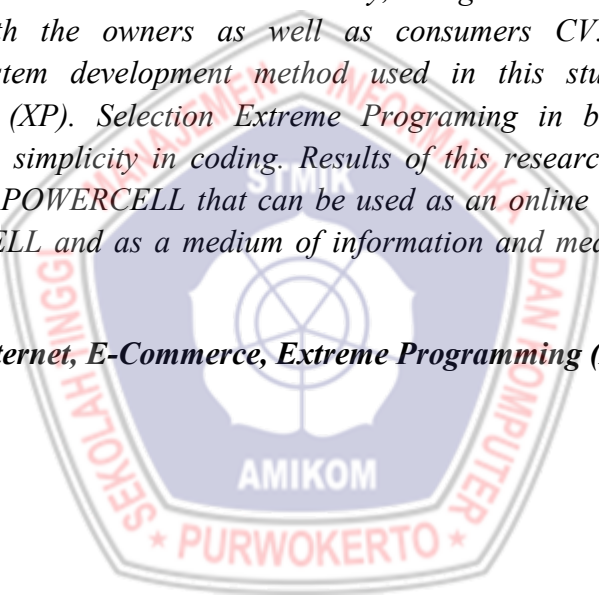 th the owners as well as consumers CV.
stem development method used in this stu
(XP). Selection Extreme Programing in b
simplicity in coding. Results of this researc
POWERCELL that can be used as an online
ELL and as a medium of information and med
ternet, E-Commerce, Extreme Programming (
SEKOLAH TINGGI MANAJEMEN INFORMATIKA DAN KOMPUTER
STMIK
AMIKOM
* PURWOKERTO *